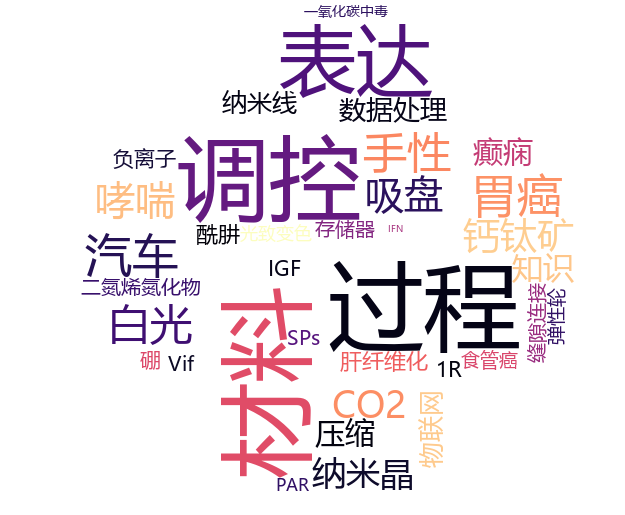 一氧化碳中毒
表达
纳米线
数据处理
调控
手性
癫痫
负离子
哮喘
吸盘
胃癌
酰肼
光致变色
存储器
IFN
钙钛矿
汽车
知识
IGF
二氮烯氮化物
过程
材料
缝隙连接
弹性轮
白光
SPs
硼
Vif
肝纤维化
1R
食管癌
CO2
物联网
压缩
纳米晶
PAR